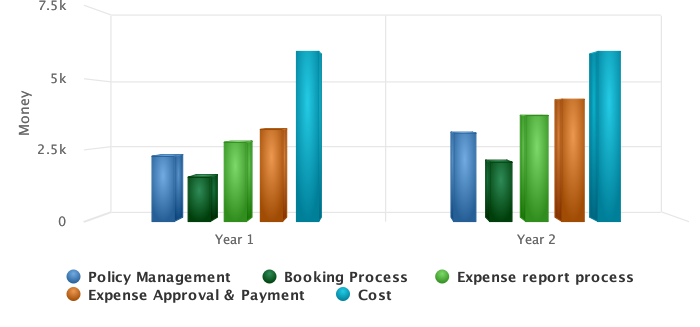 7.5k
5k
2.5k
0
Money
Year 1 Year 2
Policy Management Booking Process Expense report process
Expense Approval & Payment Cost